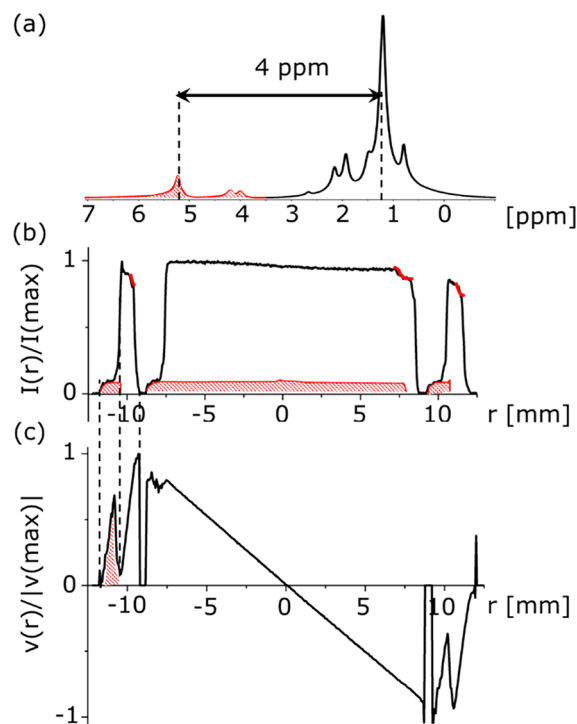 (a)
4 ppm
7 6 5 4 3 2 1 0 [ppm]
(b)
1
0
I(r)/I(max)
-10 -5 0 5 10 r [mm]
(c)
1
0
-1
v(r)/|v(max)|
-10 -5 0 5 10 r [mm]